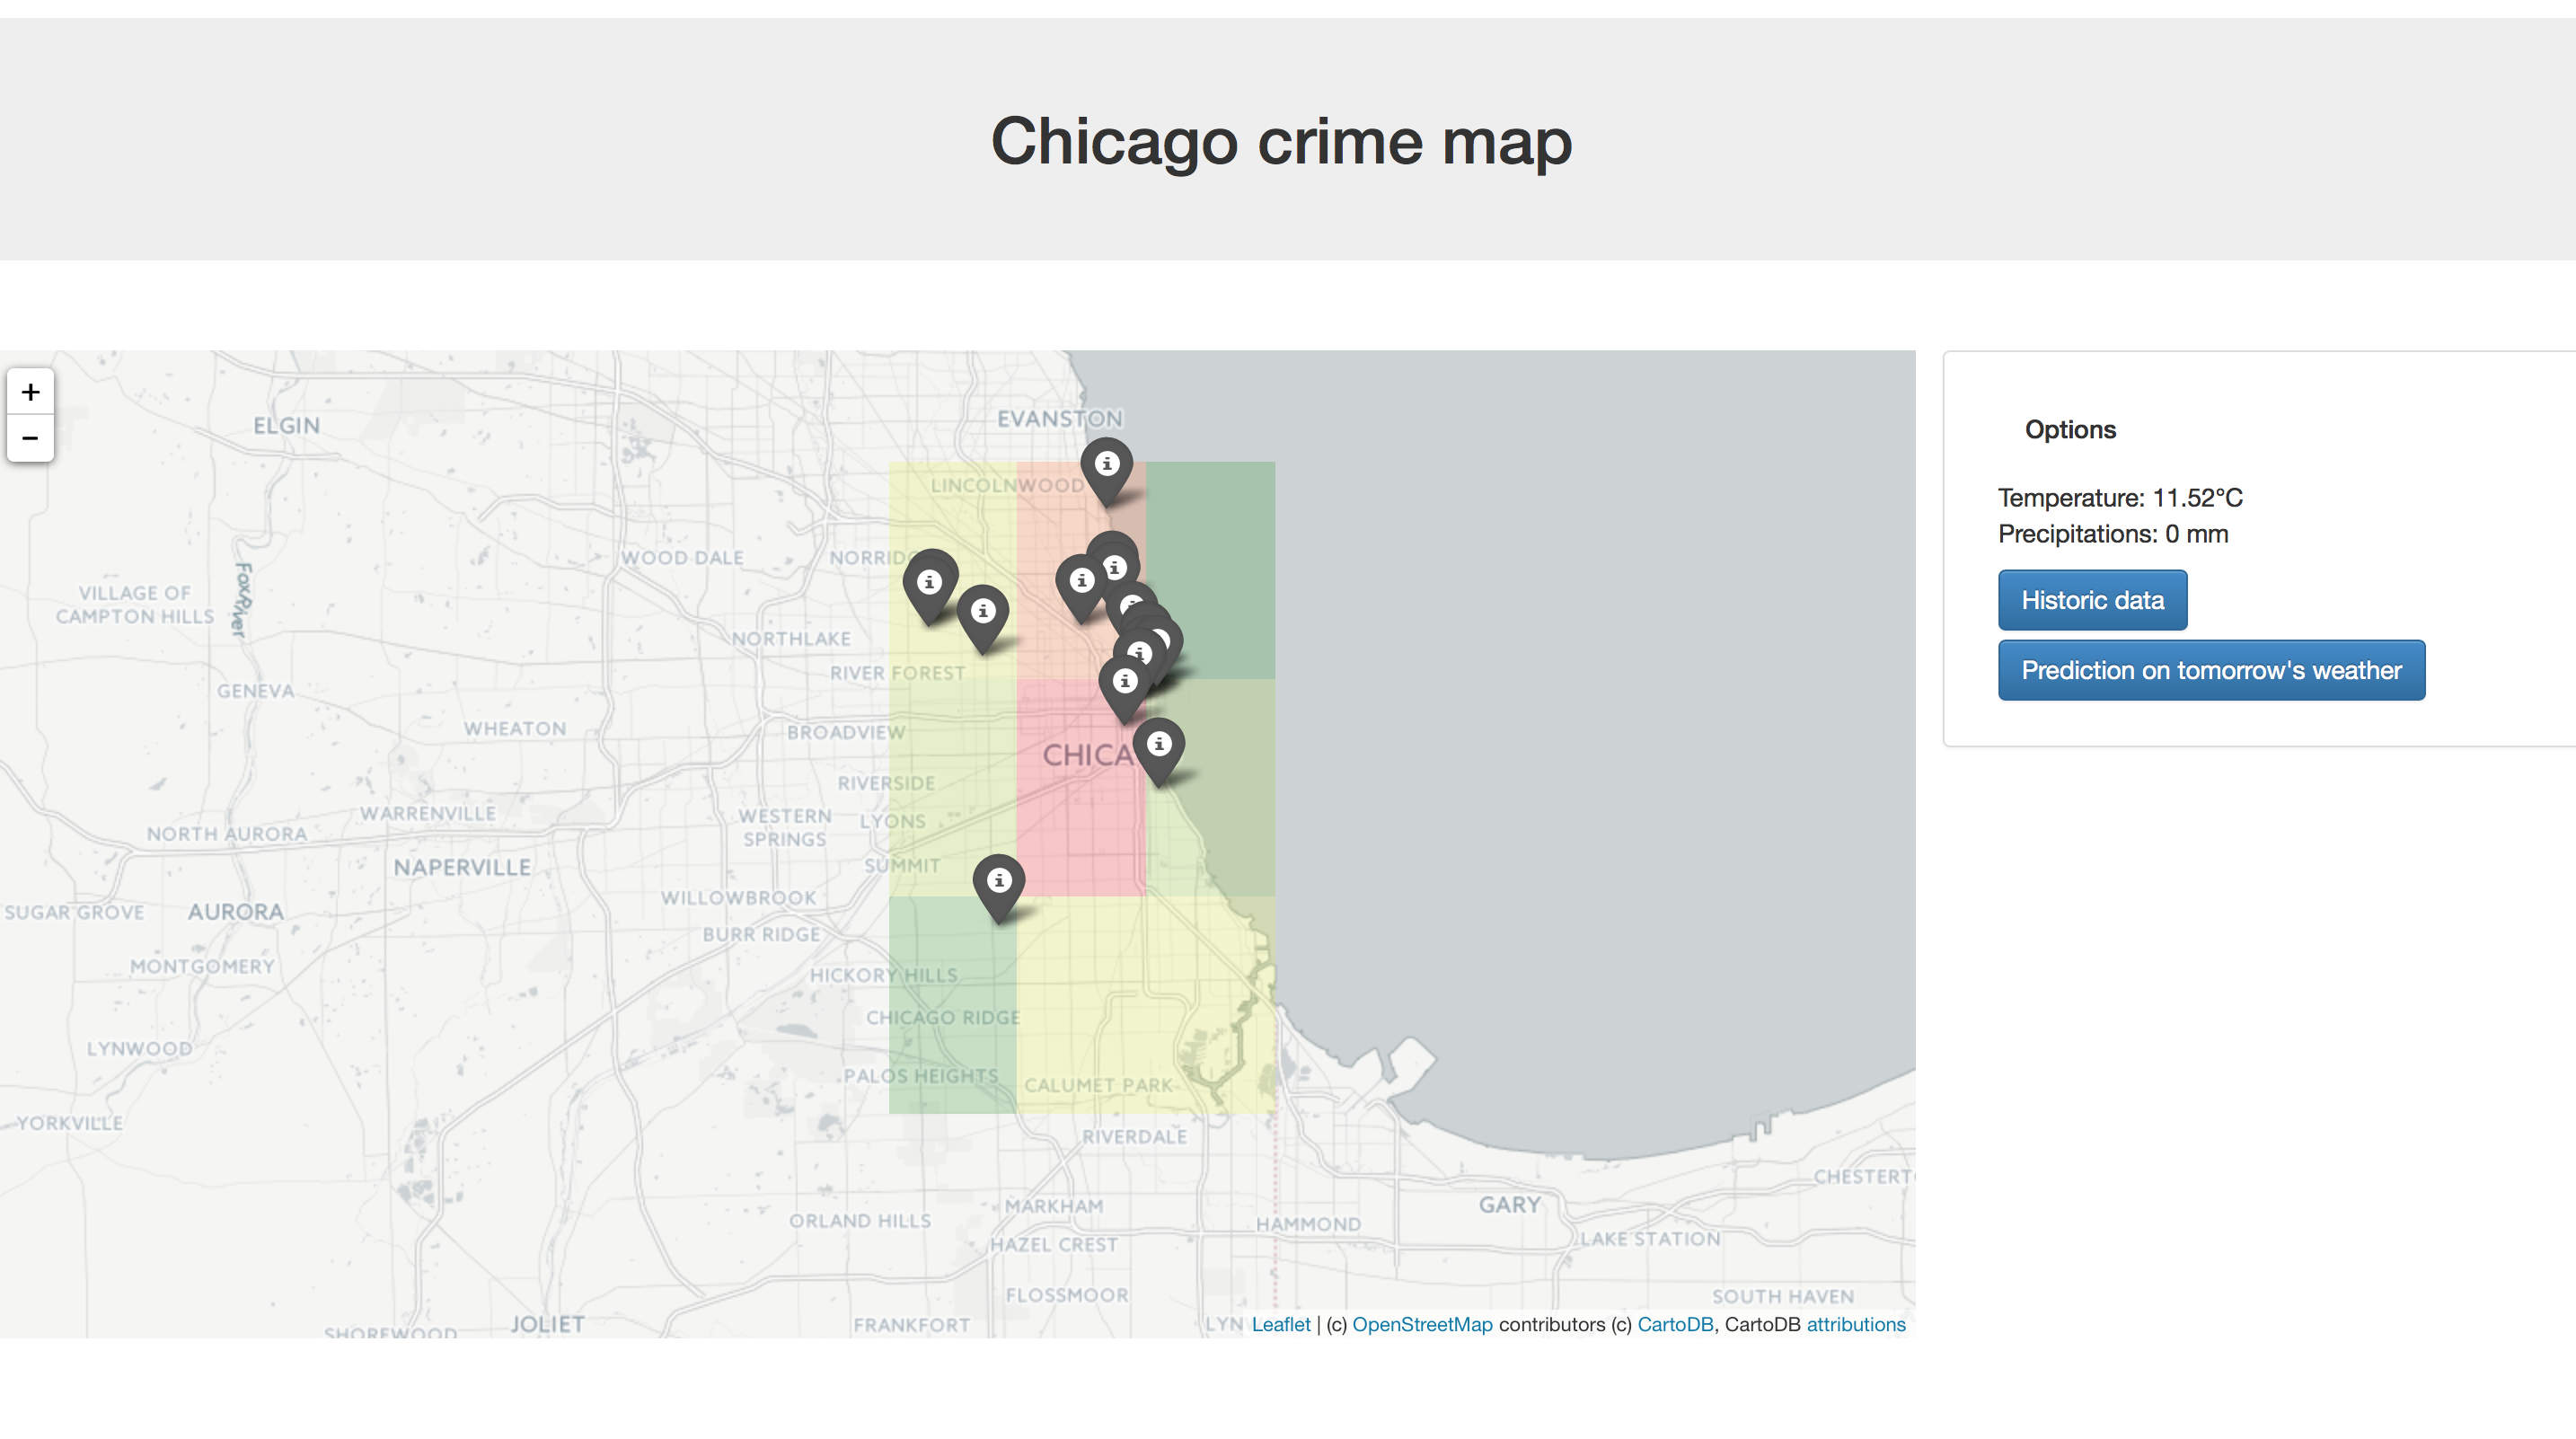 Chicago crime map
+
−
EVANSTON
ELGIN
LINCOLNWOOD
WOOD DALE
Fox River
VILLAGE OF
CAMPTON HILLS
NORTHLAKE
RIVER FOREST
GENEVA
WHEATON
BROADVIEW
RIVERSIDE
WARRENVILLE
WESTERN
SPRINGS
LYONS
NORTH AURORA
SUMMIT
NAPERVILLE
WILLOWBROOK
SUGAR GROVE
AURORA
BURR RIDGE
MONTGOMERY
HICKORY HILLS
CHICAGO RIDGE
LYNWOOD
PALOS HEIGHTS
CALUMET PARK
YORKVILLE
RIVERDALE
MARKHAM
GARY
ORLAND HILLS
HAMMOND
LAKE STATION
HAZEL CREST
FLOSSMOOR
SOUTH HAVEN
JOLIET
FRANKFORT
SHOREWOOD
Leaflet | (c) OpenStreetMap contributors (c) CartoDB, CartoDB attributions
Options
Temperature: 11.52°C
Precipitations: 0 mm
Historic data
Prediction on tomorrow's weather